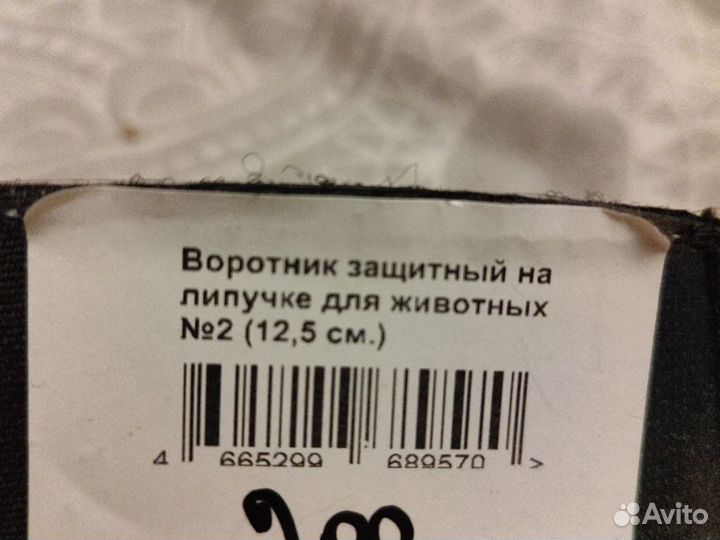 Воротник защитный на
липучке для животных
№2 (12,5 см.)
4 665299 689570 >
Avito